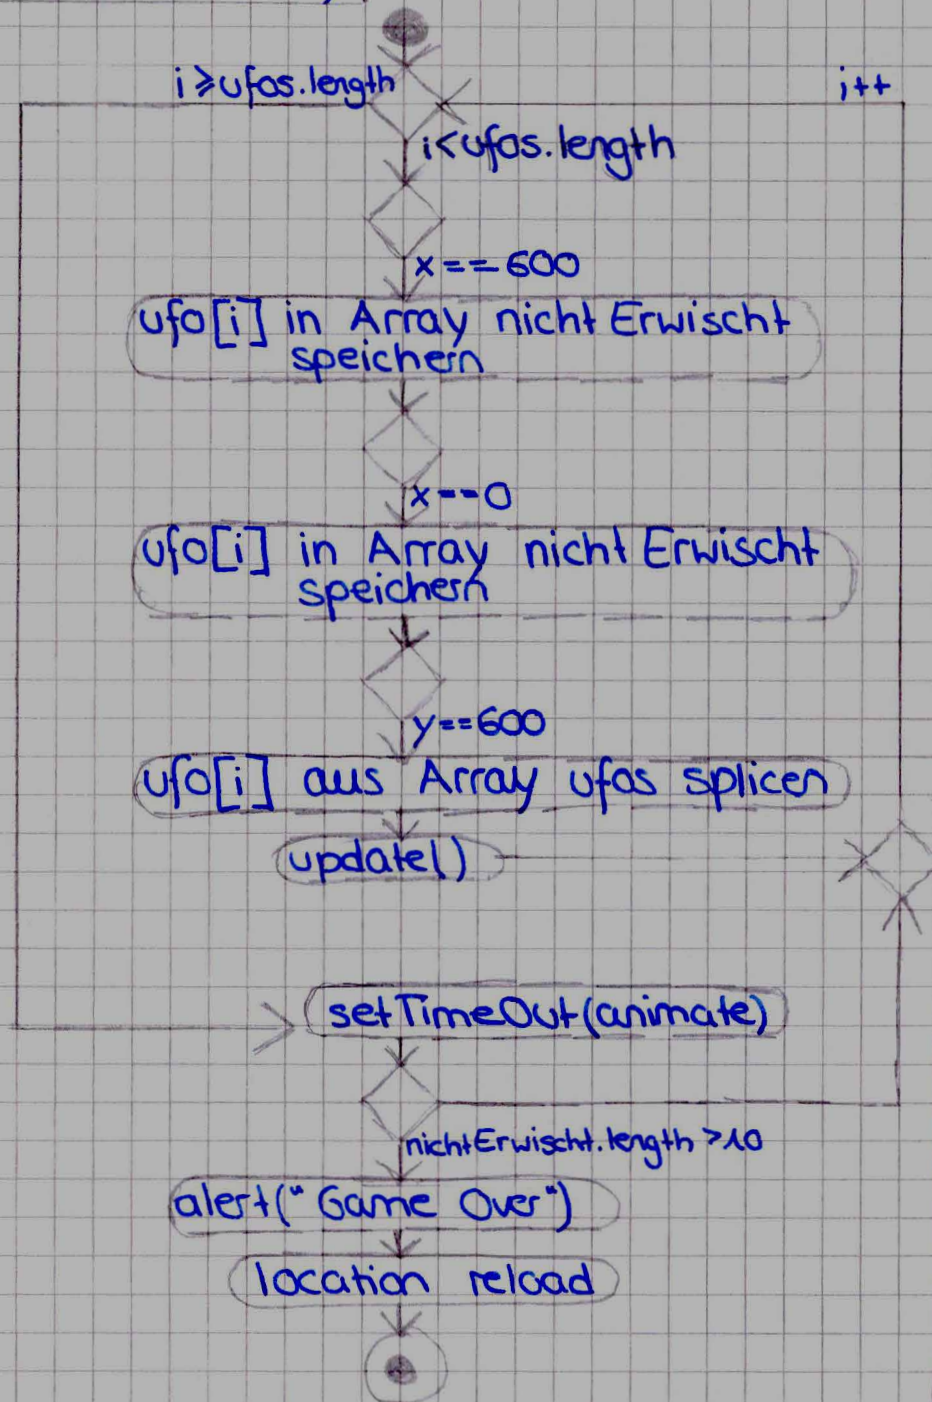 i≥ufos.length
i++
i<ufos.length
x==600
ufo[i] in Array nicht Erwischt
speichern
x==0
ufo[i] in Array nicht Erwischt
speichern
y==600
ufo[i] aus Array ufos splicen
update()
setTimeOut(animate)
nichtErwischt.length >10
alert("Game Over")
location reload